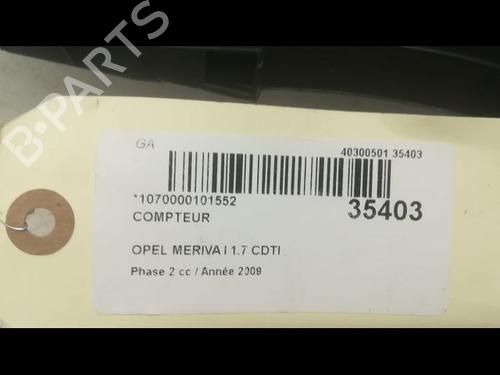 B-PARTS
GA
40300501 35403
*1070000101552
35403
COMPTEUR
OPEL MERIVA I 1.7 CDTI
Phase 2 cc / Année 2009